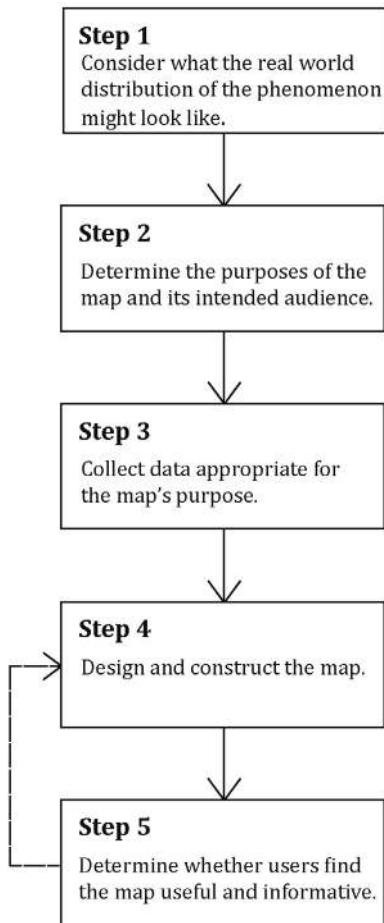 Step 1
Consider what the real world
distribution of the phenomenon
might look like.
Step 2
Determine the purposes of the
map and its intended audience.
Step 3
Collect data appropriate for
the map's purpose.
Step 4
Design and construct the map.
Step 5
Determine whether users find
the map useful and informative.